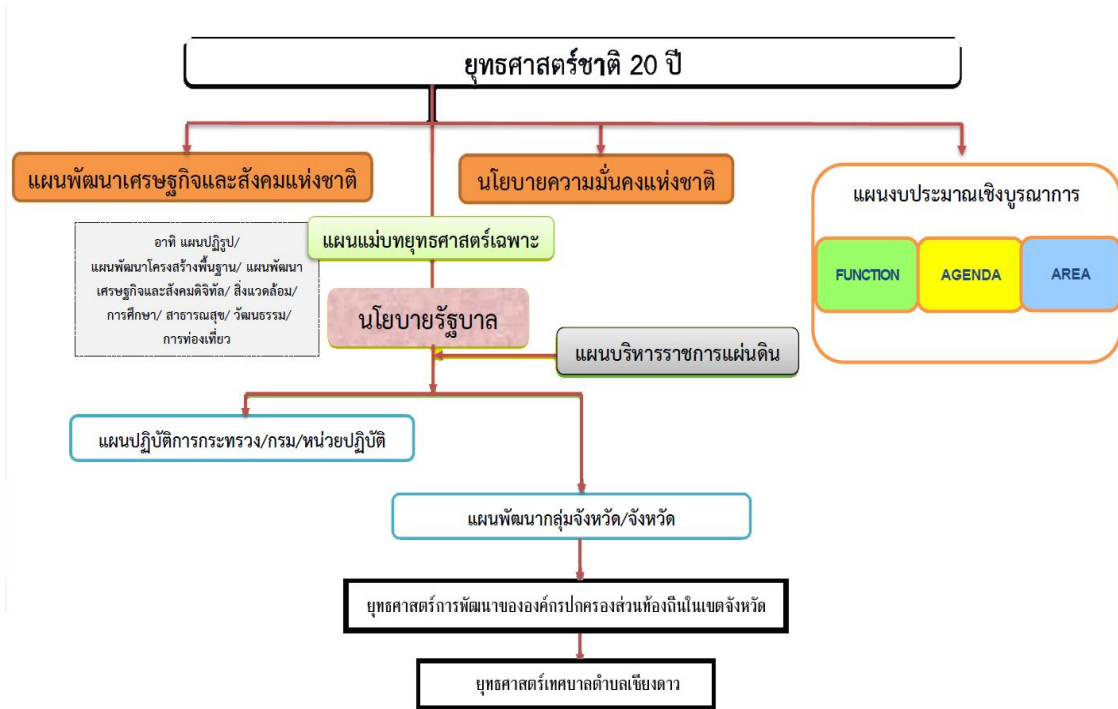 ยุทธศาสตร์ชาติ 20 ปี
แผนพัฒนาเศรษฐกิจและสังคมแห่งชาติ
นโยบายความมั่นคงแห่งชาติ
แผนงบประมาณเชิงบูรณาการ
FUNCTION
AGENDA
AREA
แผนแม่บทยุทธศาสตร์เฉพาะ
อาทิ แผนปฏิรูป/
แผนพัฒนาโครงสร้างพื้นฐาน/ แผนพัฒนา
เศรษฐกิจและสังคมดิจิทัล/ สิ่งแวดล้อม/
การศึกษา/ สาธารณสุข/ วัฒนธรรม/
การท่องเที่ยว
นโยบายรัฐบาล
แผนบริหารราชการแผ่นดิน
แผนปฏิบัติการกระทรวง/กรม/หน่วยปฏิบัติ
แผนพัฒนากลุ่มจังหวัด/จังหวัด
ยุทธศาสตร์การพัฒนาขององค์กรปกครองส่วนท้องถิ่นในเขตจังหวัด
ยุทธศาสตร์เทศบาลตำบลเชียงดาว